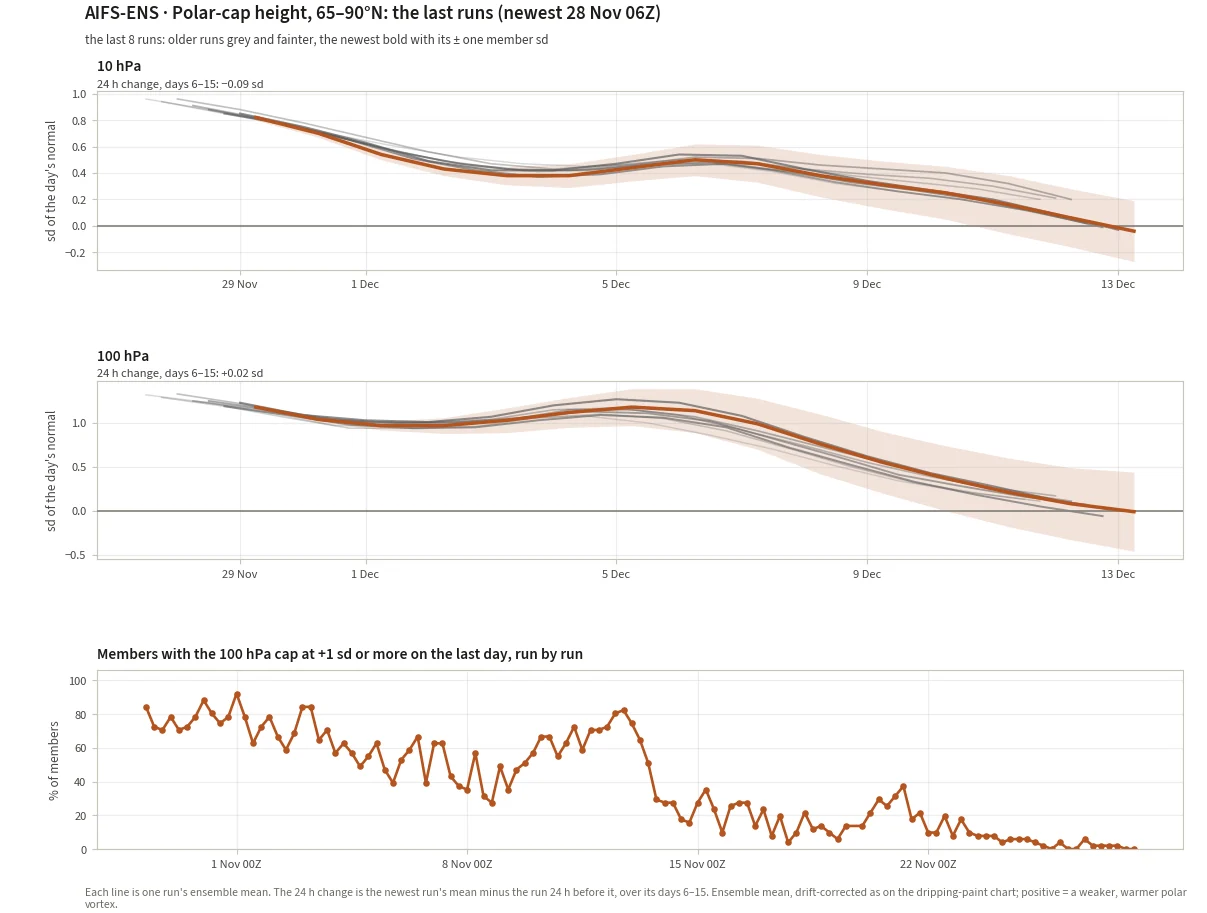 AIFS-ENS · Polar-cap height, 65–90°N: the last runs (newest 28 Nov 06Z)
the last 8 runs: older runs grey and fainter, the newest bold with its ± one member sd
10 hPa
24 h change, days 6–15: −0.09 sd
sd of the day's normal
1.0
0.8
0.6
0.4
0.2
0.0
−0.2
29 Nov
1 Dec
5 Dec
9 Dec
13 Dec
100 hPa
24 h change, days 6–15: +0.02 sd
sd of the day's normal
1.0
0.5
0.0
−0.5
29 Nov
1 Dec
5 Dec
9 Dec
13 Dec
Members with the 100 hPa cap at +1 sd or more on the last day, run by run
% of members
100
80
60
40
20
0
1 Nov 00Z
8 Nov 00Z
15 Nov 00Z
22 Nov 00Z
Each line is one run's ensemble mean. The 24 h change is the newest run's mean minus the run 24 h before it, over its days 6–15. Ensemble mean, drift-corrected as on the dripping-paint chart; positive = a weaker, warmer polar
vortex.